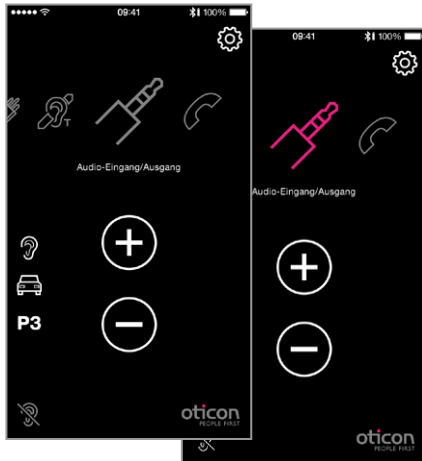 09:41
100%
T
Audio-Eingang/Ausgang
P3
oticon
PEOPLE FIRST
09:41
100%
Audio-Eingang/Ausgang
oticon
PEOPLE FIRST